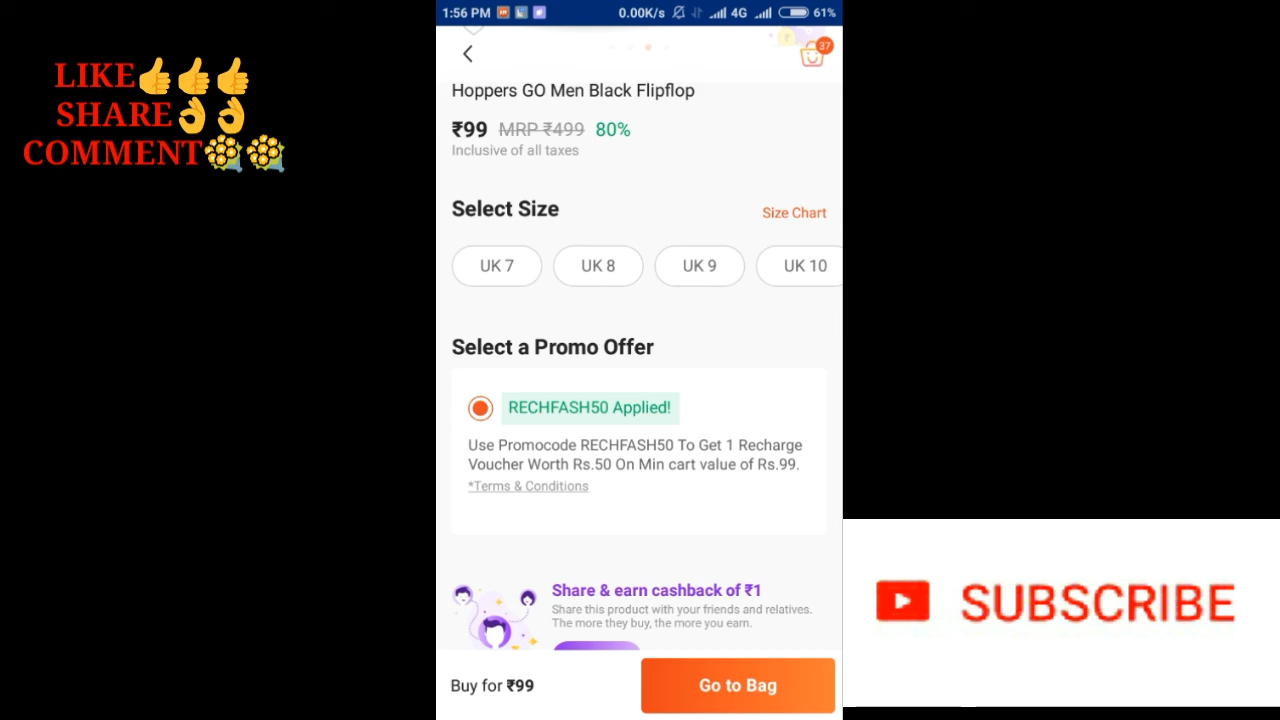 LIKE👍👍👍
SHARE👌👌
COMMENT💐💐
1:56 PM 0.00K/s 4G 61%
37
Hoppers GO Men Black Flipflop
₹99 MRP ₹499 80%
Inclusive of all taxes
Select Size Size Chart
UK 7 UK 8 UK 9 UK 10
Select a Promo Offer
RECHFASH50 Applied!
Use Promocode RECHFASH50 To Get 1 Recharge
Voucher Worth Rs.50 On Min cart value of Rs.99.
*Terms & Conditions
Share & earn cashback of ₹1
Share this product with your friends and relatives.
The more they buy, the more you earn.
Buy for ₹99 Go to Bag
SUBSCRIBE